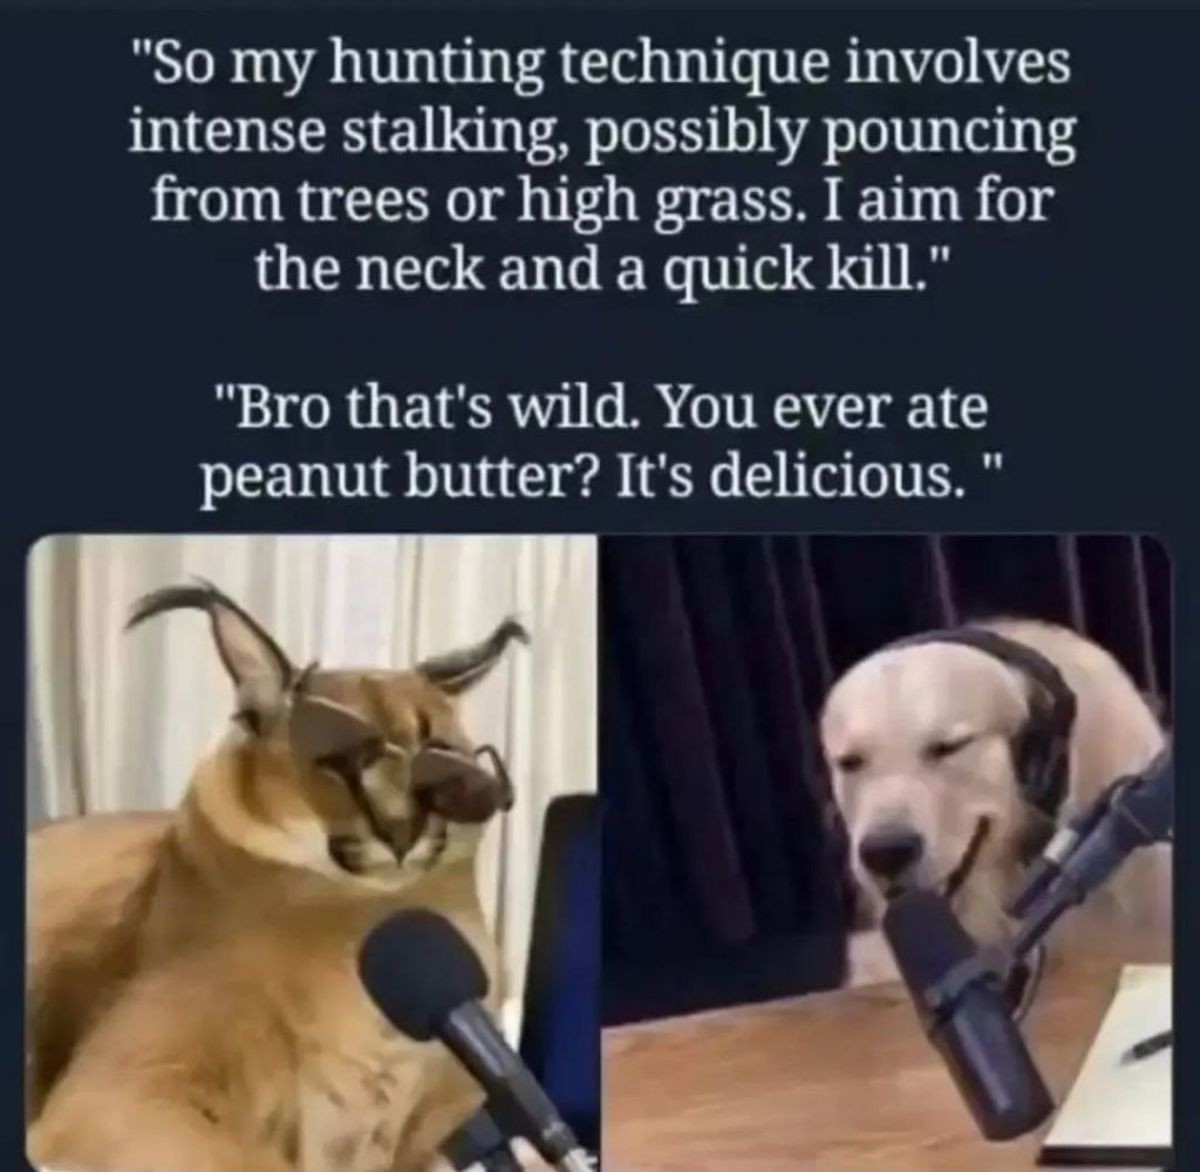 "So my hunting technique involves
intense stalking, possibly pouncing
from trees or high grass. I aim for
the neck and a quick kill."
"Bro that's wild. You ever ate
peanut butter? It's delicious. "